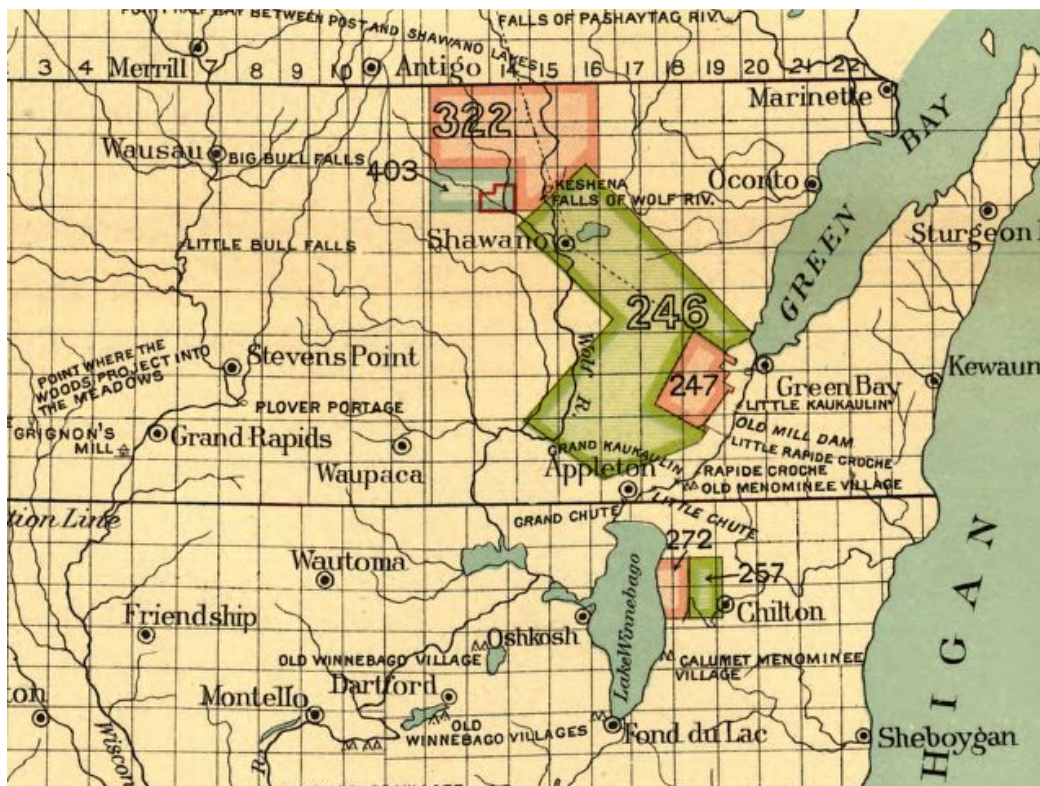 POINT HALF BAY BETWEEN POST AND SHAWANO LAKES
FALLS OF PASHAYTAG RIV.
3 4 7 8 9 10 14 15 16 17 18 19 20 21 22
Merrill
Antigo
Marinette
322
Wausau
BIG BULL FALLS
403
KESHENA
FALLS OF WOLF RIV.
Oconto
BAY
GREEN
Shawano
Sturgeon
LITTLE BULL FALLS
246
Wolf R.
POINT WHERE THE
WOODS PROJECT INTO
THE MEADOWS
Stevens Point
247
Green Bay
Kewaun
PLOVER PORTAGE
LITTLE KAUKAULIN
GRIGNON'S
MILL
Grand Rapids
OLD MILL DAM
LITTLE RAPIDE CROCHE
Waupaca
GRAND KAUKAULIN
Appleton
RAPIDE CROCHE
OLD MENOMINEE VILLAGE
tion Line
GRAND CHUTE
LITTLE CHUTE
272
Wautoma
257
Lake Winnebago
Friendship
Chilton
Oshkosh
OLD WINNEBAGO VILLAGE
CALUMET MENOMINEE
VILLAGE
ton
Montello
Dartford
OLD
WINNEBAGO VILLAGES
Fond du Lac
Sheboygan
Wiscon
R.
HIGAN